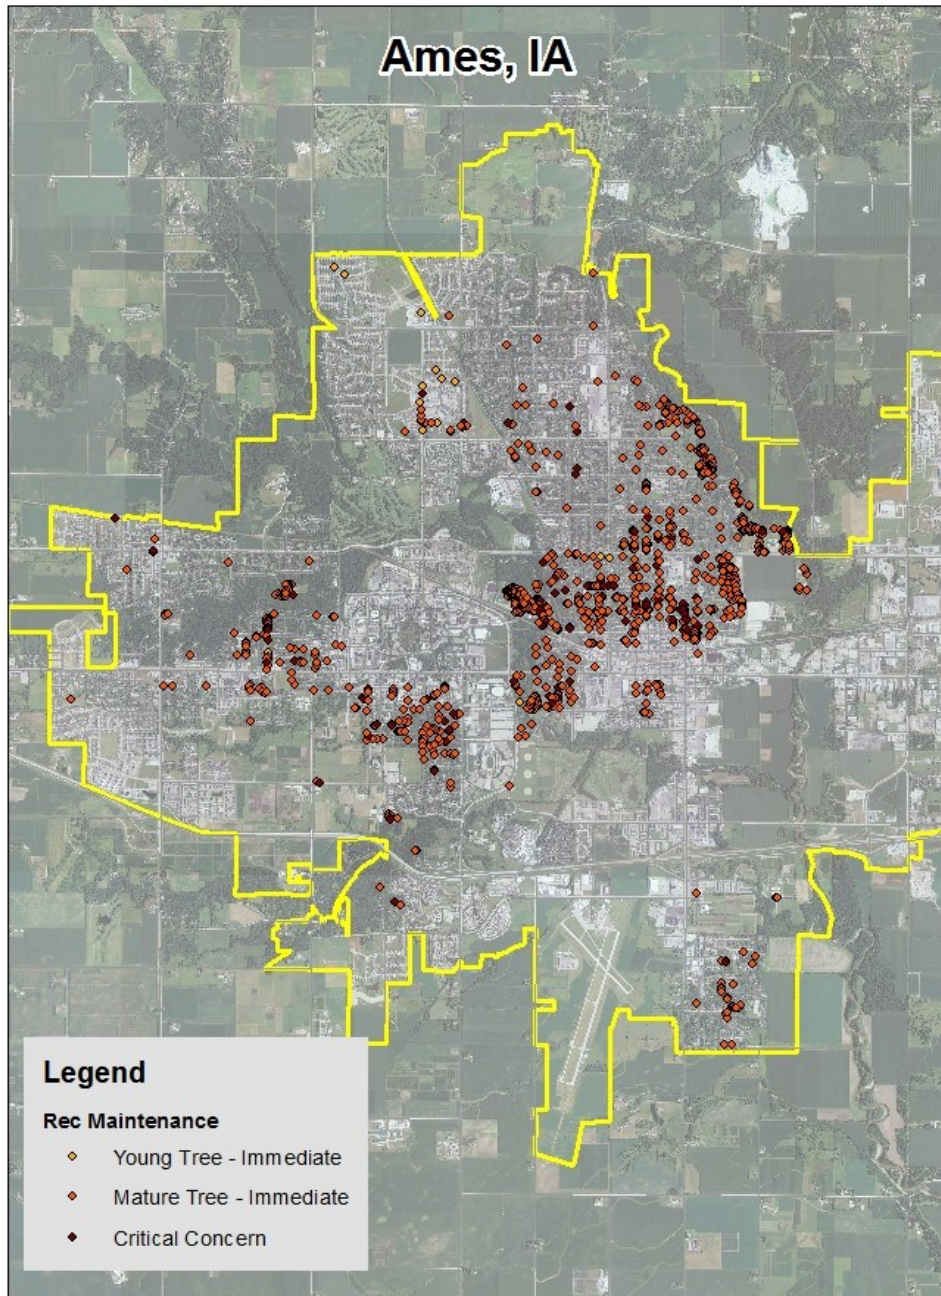 Ames, IA
Legend
Rec Maintenance
Young Tree - Immediate
Mature Tree - Immediate
Critical Concern